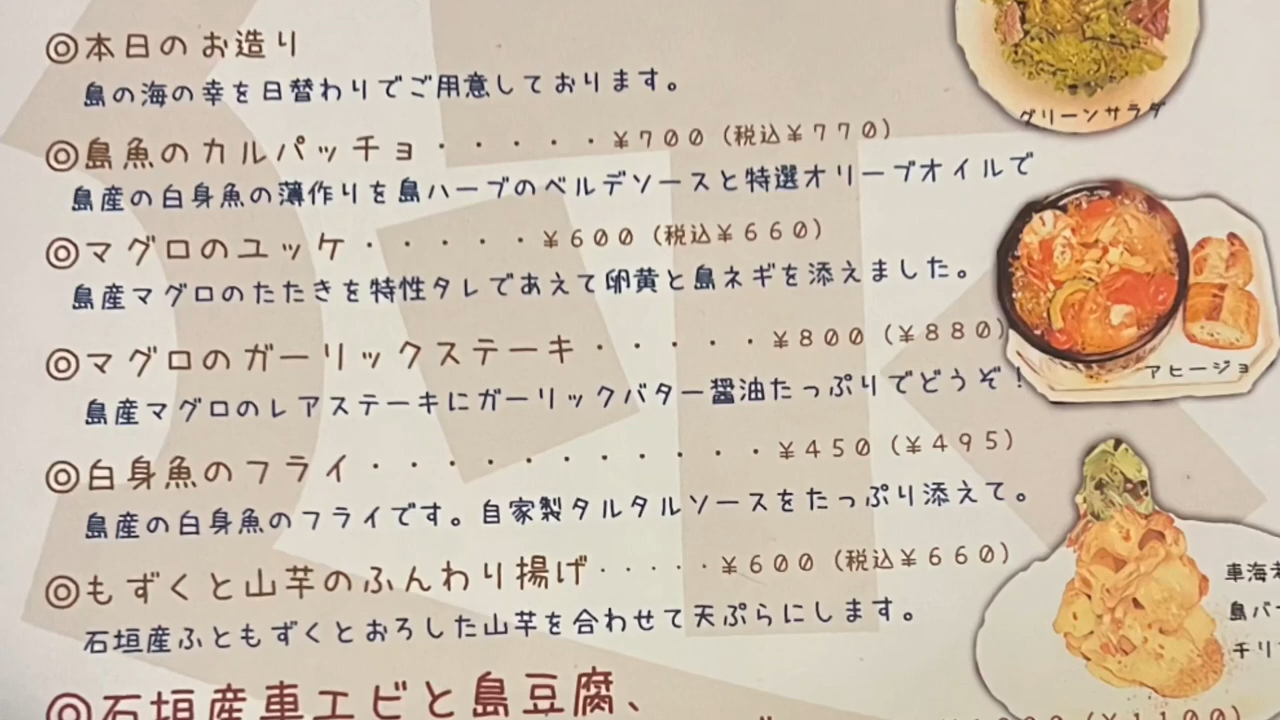 ◎本日のお造り
島の海の幸を日替わりでご用意しております。
グリーンサラダ
◎島魚のカルパッチョ・・・・・¥700(税込¥770)
島産の白身魚の薄作りを島ハーブのベルデソースと特選オリーブオイルで
◎マグロのユッケ・・・・・¥600(税込¥660)
島産マグロのたたきを特性タレであえて卵黄と島ネギを添えました。
◎マグロのガーリックステーキ・・・・・¥800(¥880)
島産マグロのレアステーキにガーリックバター醤油たっぷりでどうぞ!
アヒージョ
◎白身魚のフライ・・・・・・・・・・・・¥450(¥495)
島産の白身魚のフライです。自家製タルタルソースをたっぷり添えて。
◎もずくと山芋のふんわり揚げ・・・・・¥600(税込¥660)
石垣産ふともずくとおろした山芋を合わせて天ぷらにします。
車海老
島バ
チリ
◎石垣産車エビと島豆腐、
(¥1100)